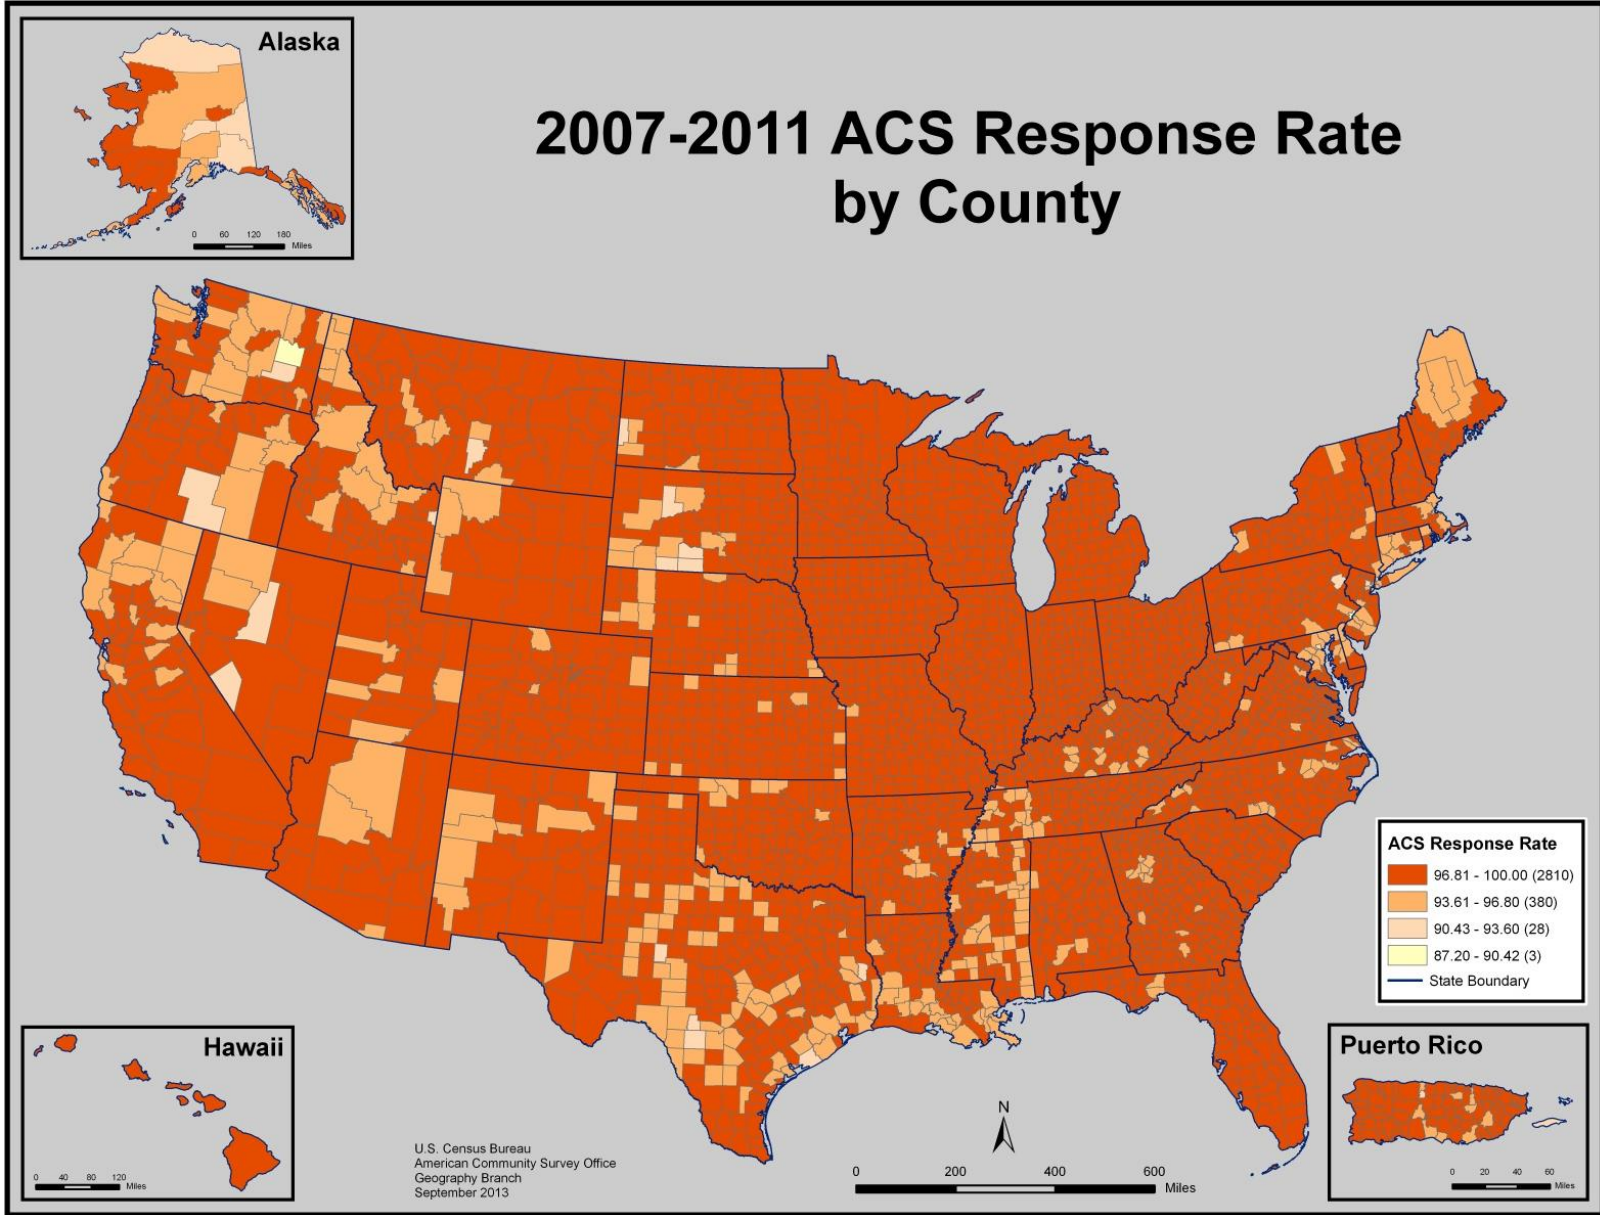 Alaska
0 60 120 180
Miles
2007-2011 ACS Response Rate
by County
ACS Response Rate
96.81 - 100.00 (2810)
93.61 - 96.80 (380)
90.43 - 93.60 (28)
87.20 - 90.42 (3)
State Boundary
Hawaii
0 40 80 120
Miles
U.S. Census Bureau
American Community Survey Office
Geography Branch
September 2013
N
0 200 400 600
Miles
Puerto Rico
0 20 40 60
Miles